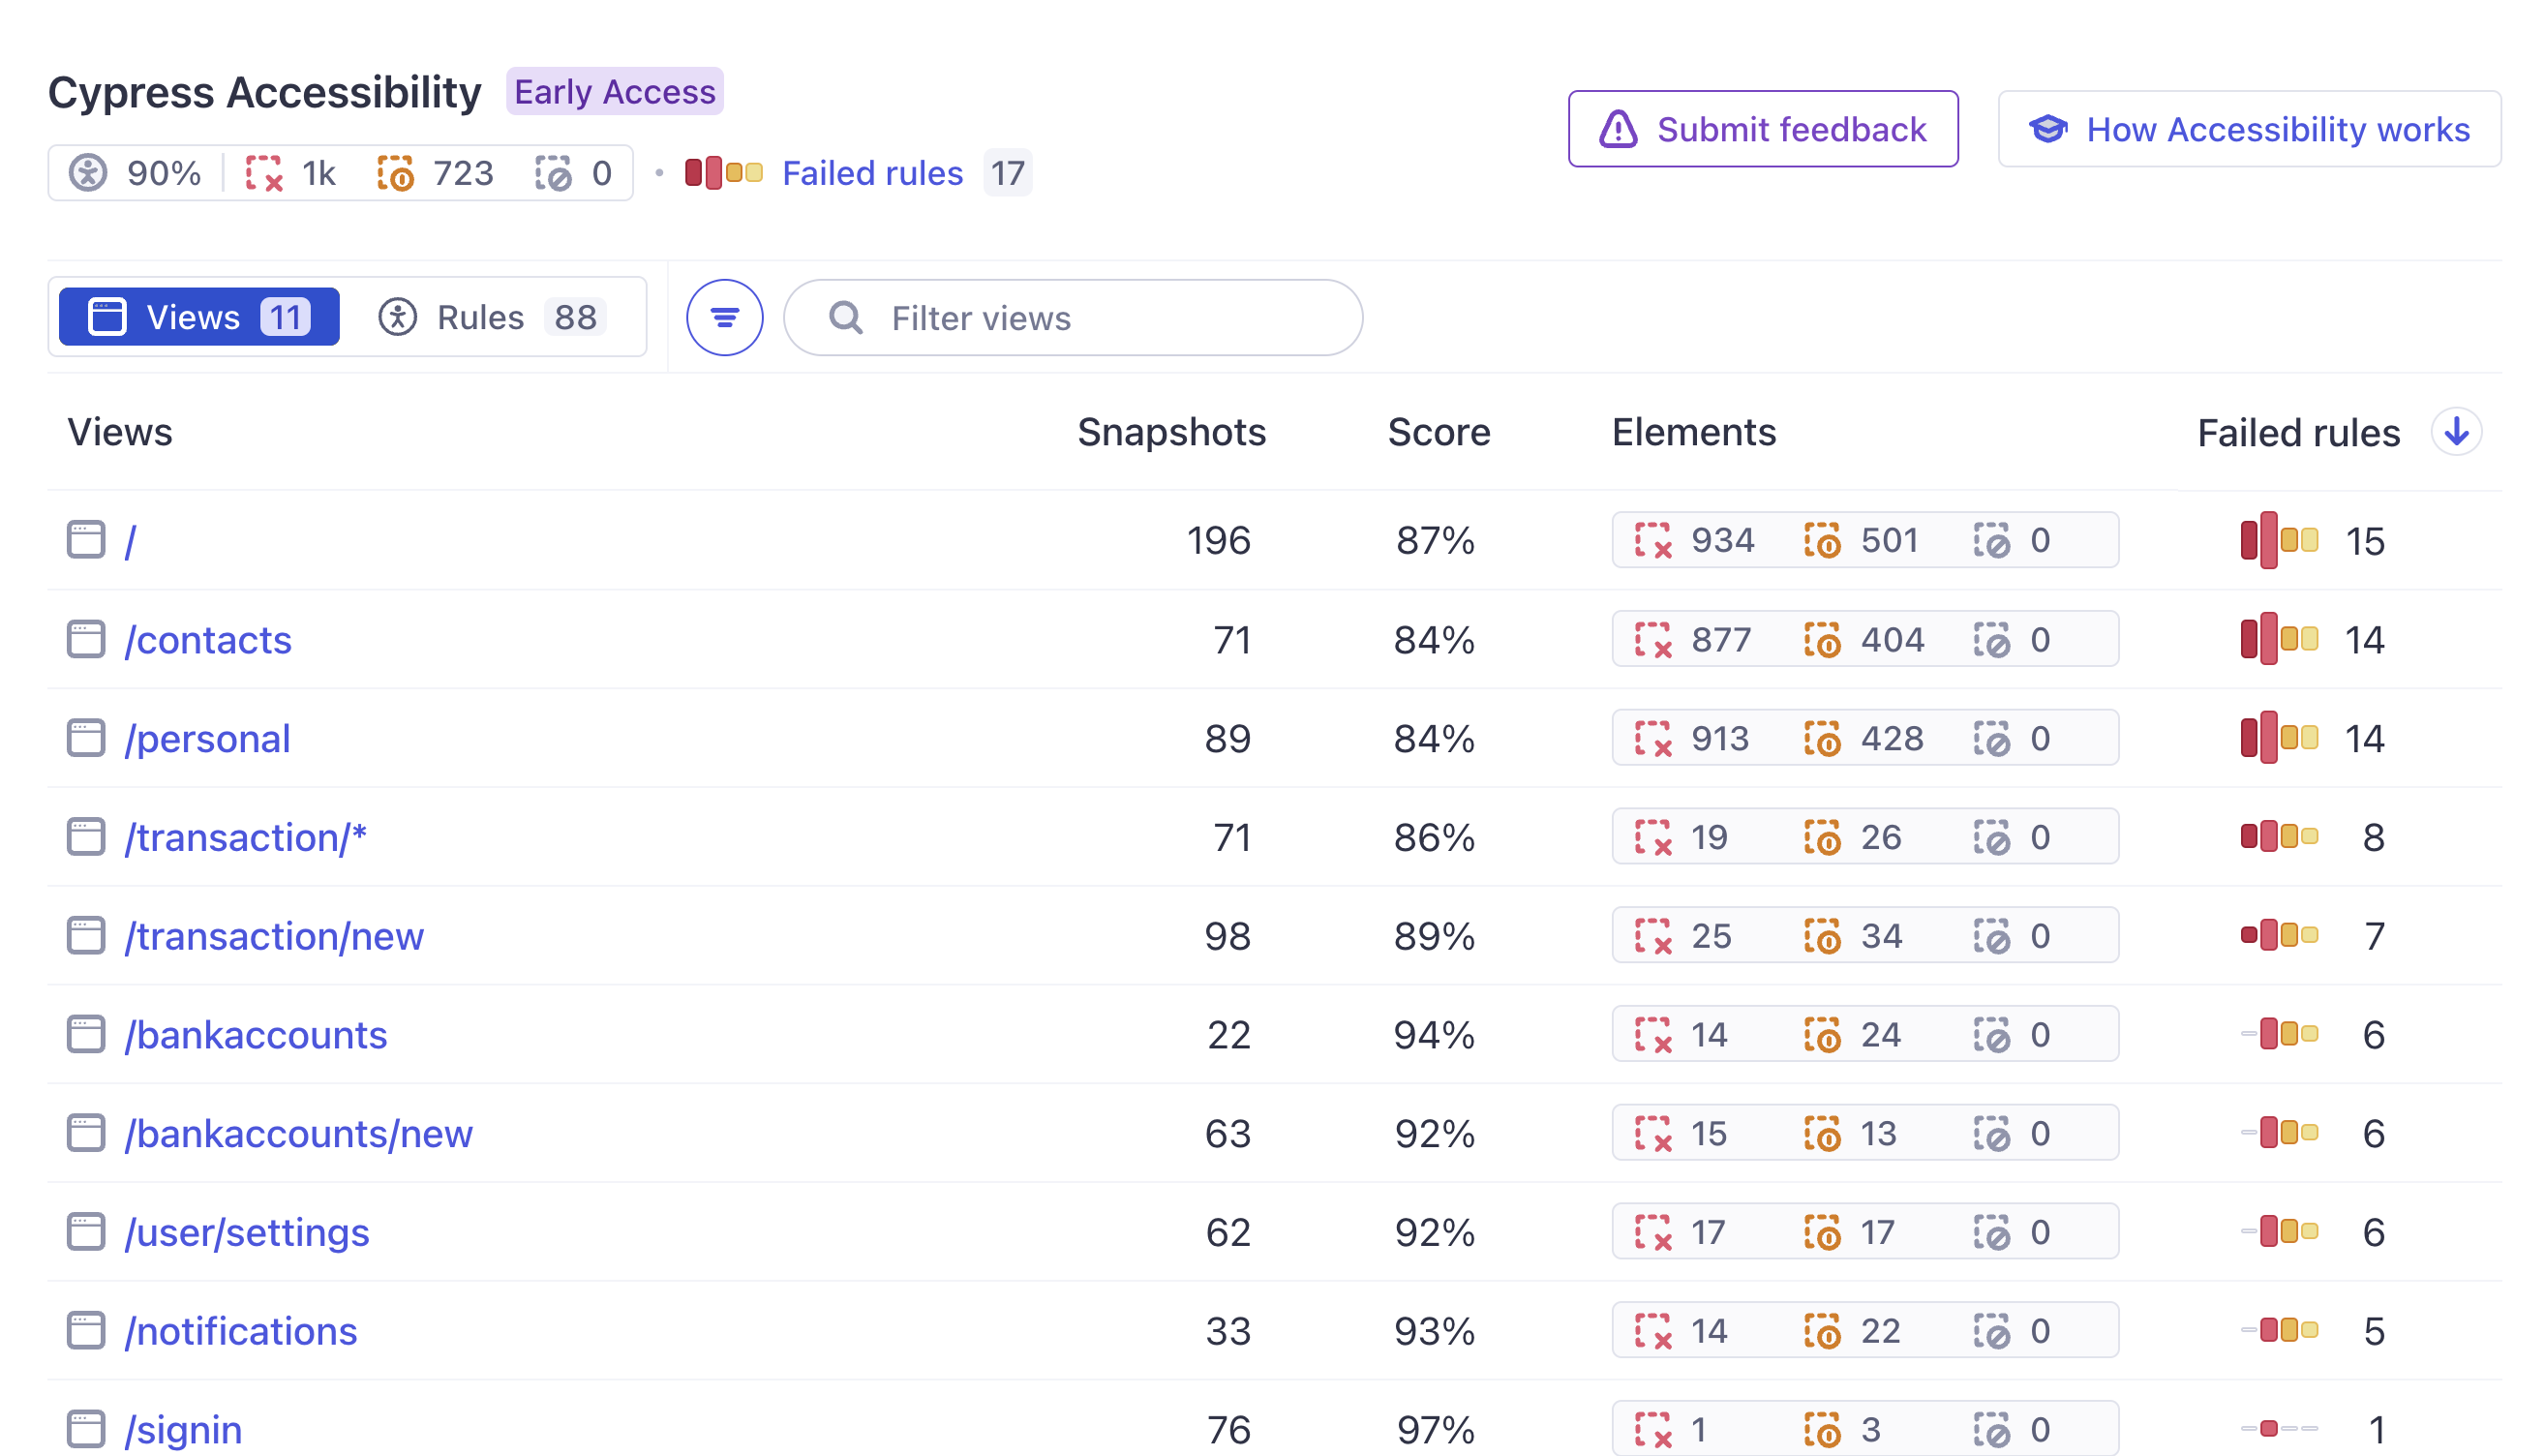 Cypress Accessibility Early Access
Submit feedback
How Accessibility works
90% 1k 723 0 · Failed rules 17
Views 11 Rules 88 Filter views
Views Snapshots Score Elements Failed rules
/ 196 87% 934 501 0 15
/contacts 71 84% 877 404 0 14
/personal 89 84% 913 428 0 14
/transaction/* 71 86% 19 26 0 8
/transaction/new 98 89% 25 34 0 7
/bankaccounts 22 94% 14 24 0 6
/bankaccounts/new 63 92% 15 13 0 6
/user/settings 62 92% 17 17 0 6
/notifications 33 93% 14 22 0 5
/signin 76 97% 1 3 0 1